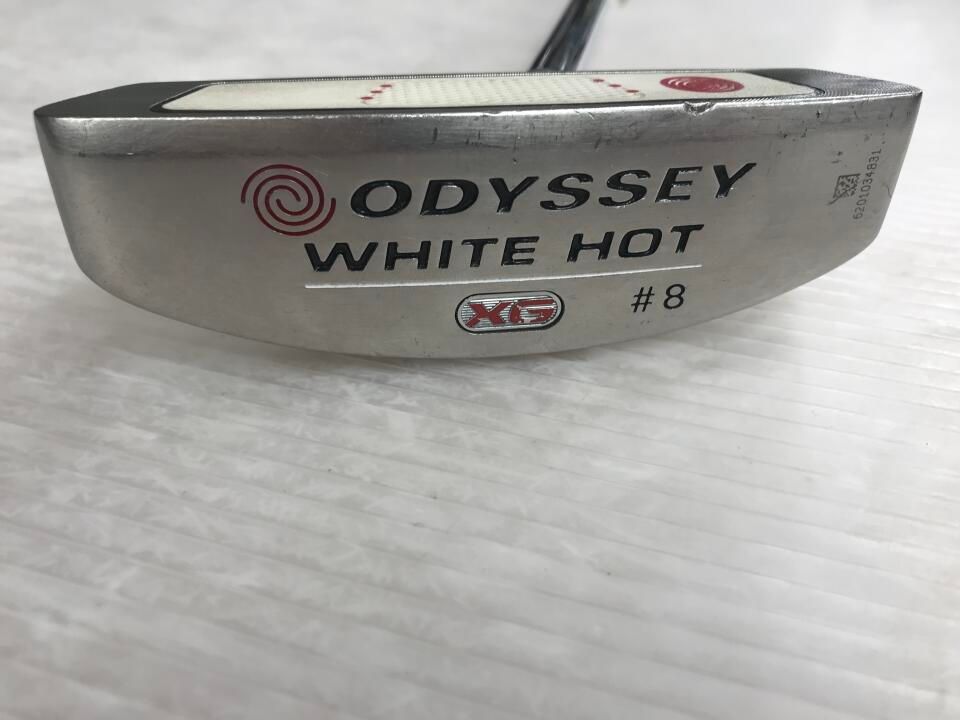 ODYSSEY
WHITE HOT
XG #8
6201034831